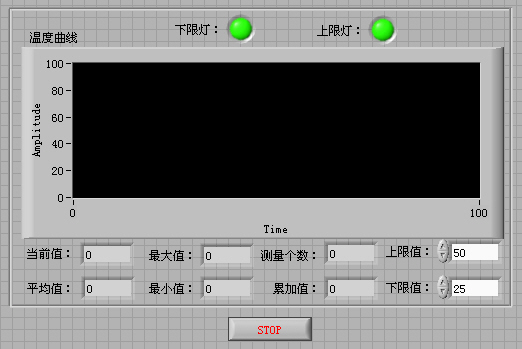 下限灯： 上限灯：
温度曲线
100
80
60
40
20
0
Amplitude
0 100
Time
当前值： 0 最大值： 0 测量个数： 0 上限值： 50
平均值： 0 最小值： 0 累加值： 0 下限值： 25
STOP